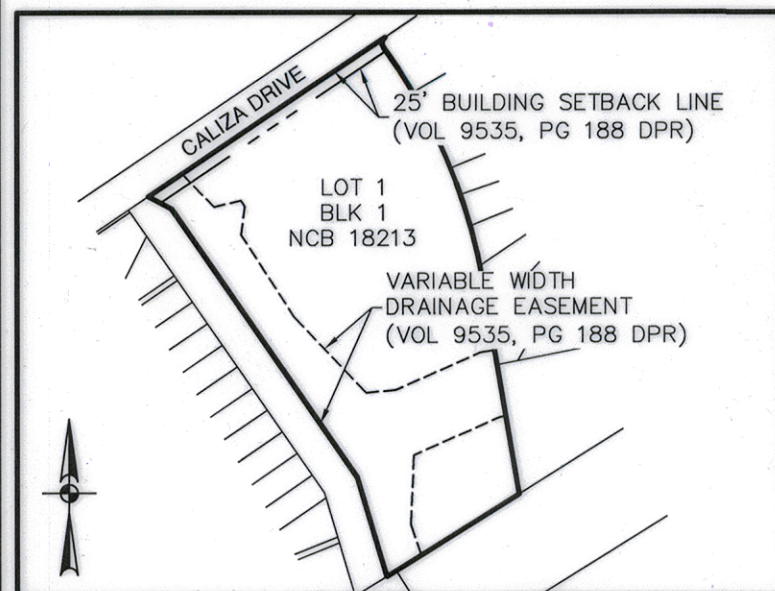 CALIZA DRIVE
25' BUILDING SETBACK LINE
(VOL 9535, PG 188 DPR)
LOT 1
BLK 1
NCB 18213
VARIABLE WIDTH
DRAINAGE EASEMENT
(VOL 9535, PG 188 DPR)